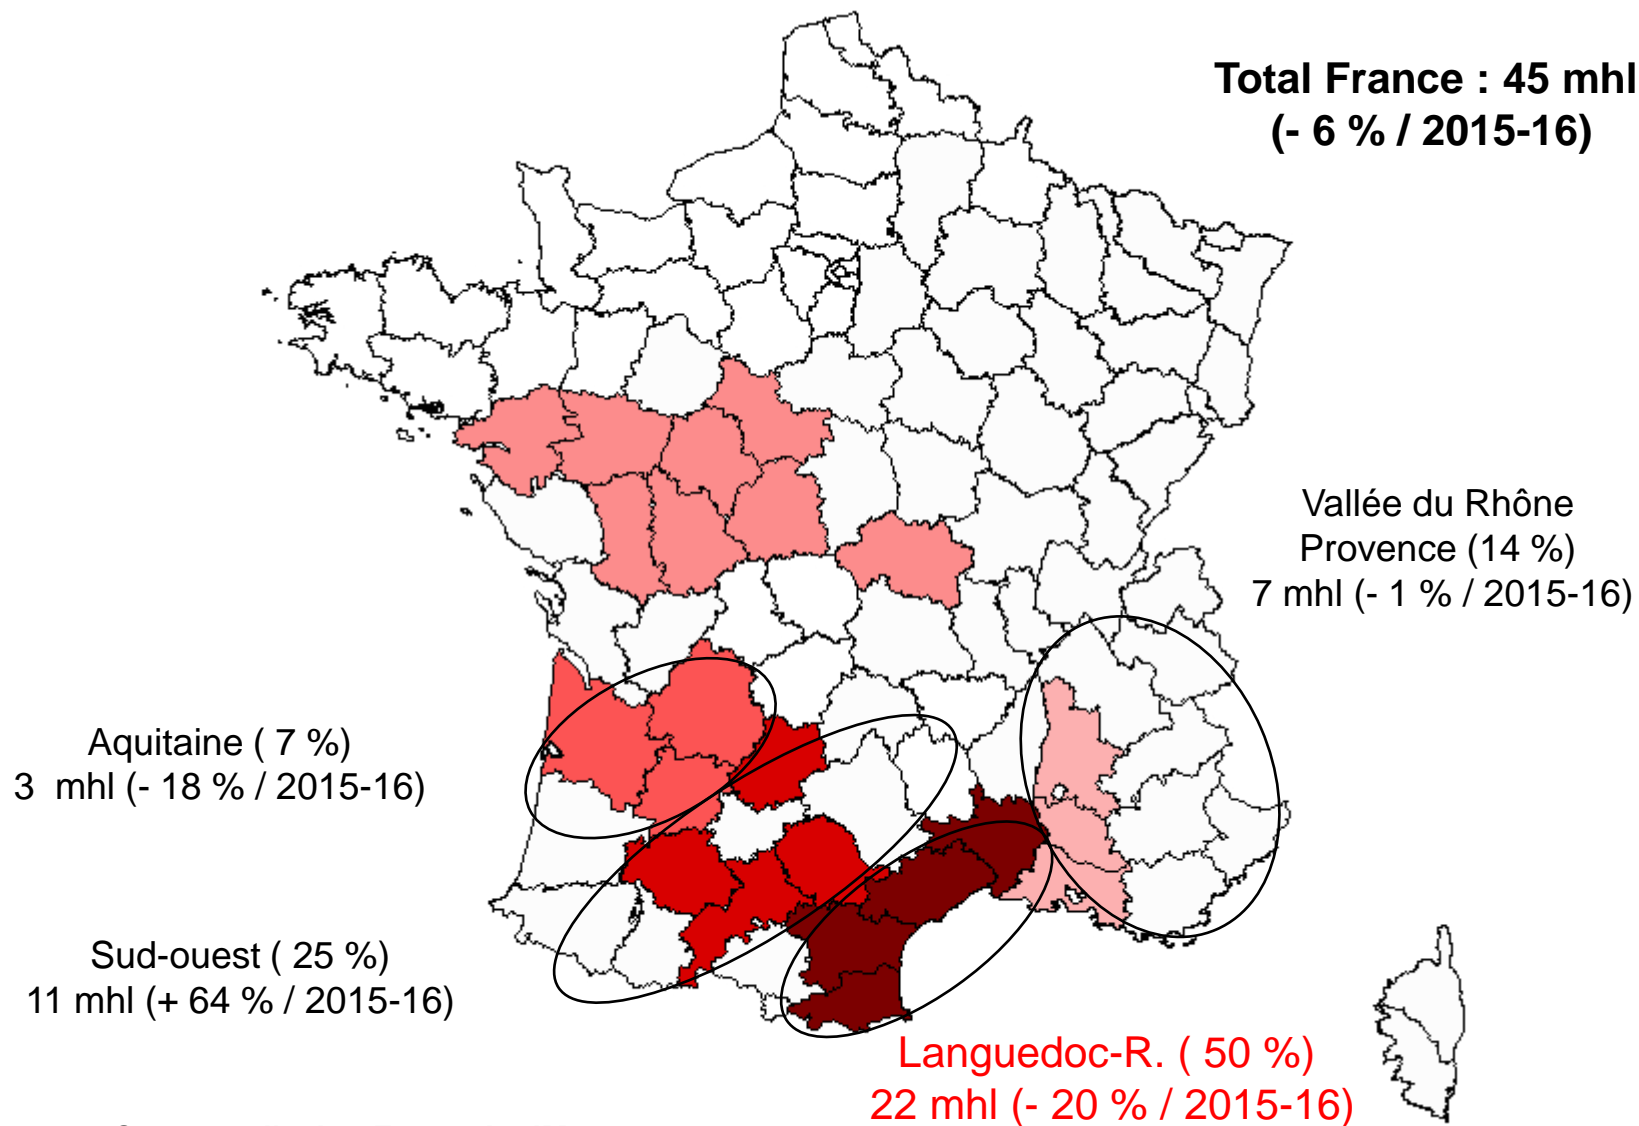 Total France : 45 mhl
(- 6 % / 2015-16)
Vallée du Rhône
Provence (14 %)
7 mhl (- 1 % / 2015-16)
Aquitaine ( 7 %)
3 mhl (- 18 % / 2015-16)
Sud-ouest ( 25 %)
11 mhl (+ 64 % / 2015-16)
Languedoc-R. ( 50 %)
22 mhl (- 20 % / 2015-16)